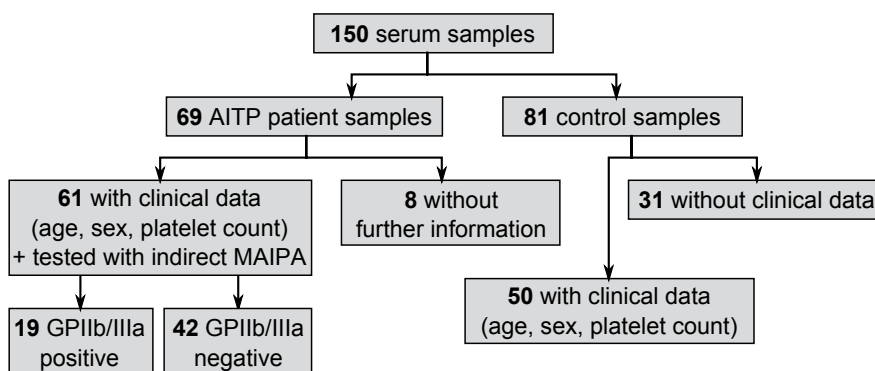 150 serum samples
69 AITP patient samples
81 control samples
61 with clinical data
(age, sex, platelet count)
+ tested with indirect MAIPA
8 without
further information
31 without clinical data
50 with clinical data
(age, sex, platelet count)
19 GPIIb/IIIa
positive
42 GPIIb/IIIa
negative